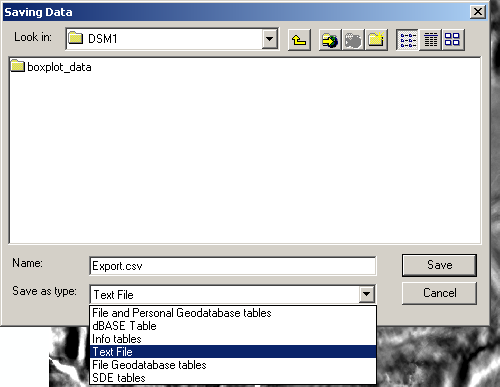 Saving Data
Look in: DSM1
boxplot_data
Name: Export.csv Save
Save as type: Text File Cancel
File and Personal Geodatabase tables
dBASE Table
Info tables
Text File
File Geodatabase tables
SDE tables